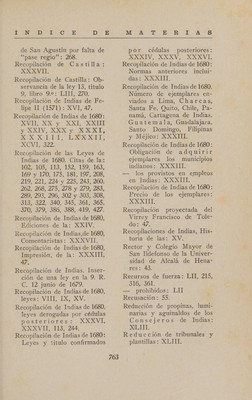 INDICE DE MATERIAS
de San Agustín por falta de
"pase regio": 268.
Recopilación de Castilla:
XXXVII.
Recopilación de Castilla: Ob-
servancia de la ley 13, título
9, libro 9.º: LIII, 270.
Recopilación de Indias de Fe-
lipe II (1571): XVI, 47.
Recopilación de Indias de 1680:
XVII, XX y XXI, XXIII
y XXIV, XXX y XXXI,
XXXIII, LXXXII,
XCVI, 322.
Recopilación de las Leyes de
Indias de 1680. Citas de la:
102, 105, 113, 132, 159, 165,
169 y 170, 175, 181, 197, 208,
219, 221, 224 y 225, 243, 260,
262, 268, 275, 278 y 279, 283,
289, 291, 296, 302 y 303, 308,
313, 322, 340, 345, 361, 365,
370, 379, 386, 388, 419, 427.
Recopilación de Indias de 1680.
Ediciones de la: XXIV.
Recopilación de Indias de 1680.
Comentaristas: XXXVII.
Recopilación de Indias de 1680.
Impresión, de la: XXXIII,
47.
Recopilación de Indias. Inser-
ción de una ley en la 9. R.
C. 12 junio de 1679.
Recopilación de Indias de 1680,
leyes: VIII, IX, XV.
Recopilación de Indias de 1680,
leyes derogadas por cédulas
posteriores: XXXVI,
XXXVII, 113, 244.
Recopilación de Indias de 1680:
Leyes y título confirmados
por cédulas posteriores:
XXXIV, XXXV, XXXVI.
Recopilación de Indias de 1680:
Normas anteriores inclui-
das: XXXIII.
Recopilación de Indias de 1680.
Número de ejemplares en-
viados a Lima, Charcas,
Santa Fe, Quito, Chile, Pa-
namá, Cartagena de Indias,
Guatemala, Guadalajara,
Santo Domingo, Filipinas
y Méjico: XXXIII.
Recopilación de Indias de 1680:
Obligación de adquirir
ejemplares los municipios
indianos: XXXIII.
— los provistos en empleos
en Indias: XXXIII.
Recopilación de Indias de 1680.
Precio de los ejemplares:
XXXIII.
Recopilación proyectada del
Virrey Francisco de Tole-
do: 47.
Recopilaciones de Indias, His-
toria de las: XV.
Rector y Colegio Mayor de
San Ildefonso de la Univer-
sidad de Alcalá de Hena-
res: 43.
Recursos de fuerza: LII, 215,
316, 361.
— prohibidos: LII
Recusación: 55.
Reducción de propinas, lumi-
narias y aguinaldos de los
Consejeros de Indias:
XLIII.
Reducción de tribunales y
plantillas: XLIII.
763